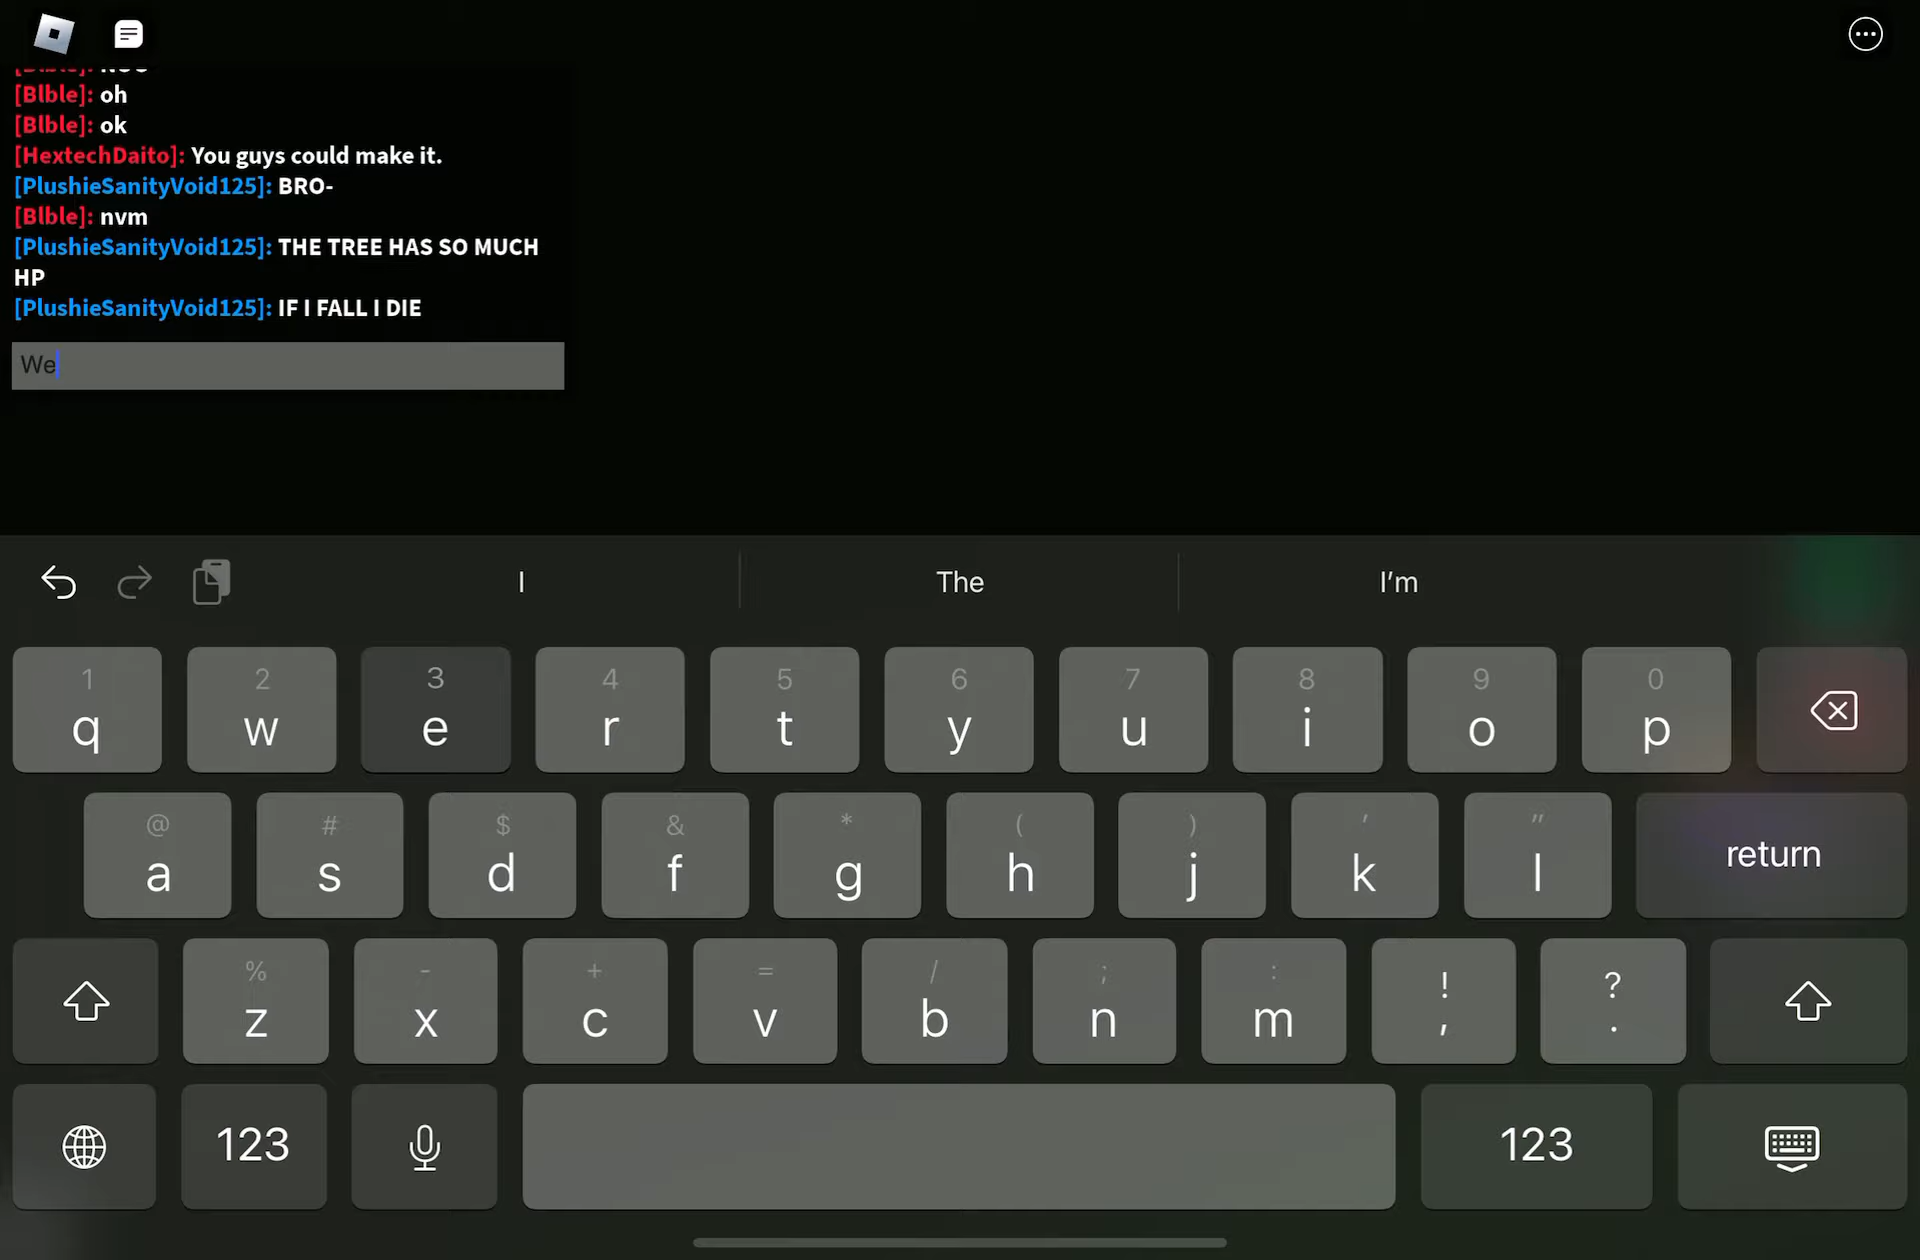 [Blble]: oh
[Blble]: ok
[HextechDaito]: You guys could make it.
[PlushieSanityVoid125]: BRO-
[Blble]: nvm
[PlushieSanityVoid125]: THE TREE HAS SO MUCH
HP
[PlushieSanityVoid125]: IF I FALL I DIE
We
I The I'm
1 2 3 4 5 6 7 8 9 0
q w e r t y u i o p
@ # $ & * ( ) ' "
a s d f g h j k l return
% - + = / ; : ! ?
z x c v b n m , .
123 123